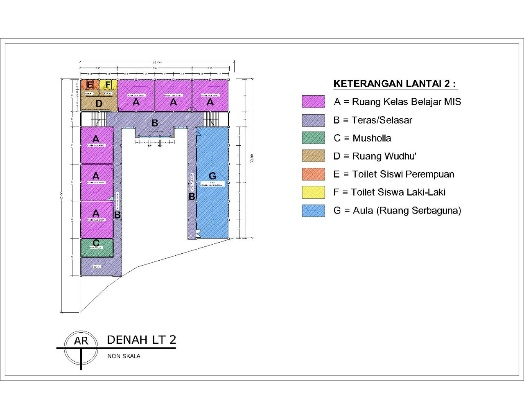 KETERANGAN LANTAI 2 :
E F
D
A A A
A = Ruang Kelas Belajar MIS
B
B = Teras/Selasar
C = Musholla
A
D = Ruang Wudhu'
A
G
E = Toilet Siswi Perempuan
B B
F = Toilet Siswa Laki-Laki
A
G = Aula (Ruang Serbaguna)
C
AR DENAH LT 2
NON SKALA